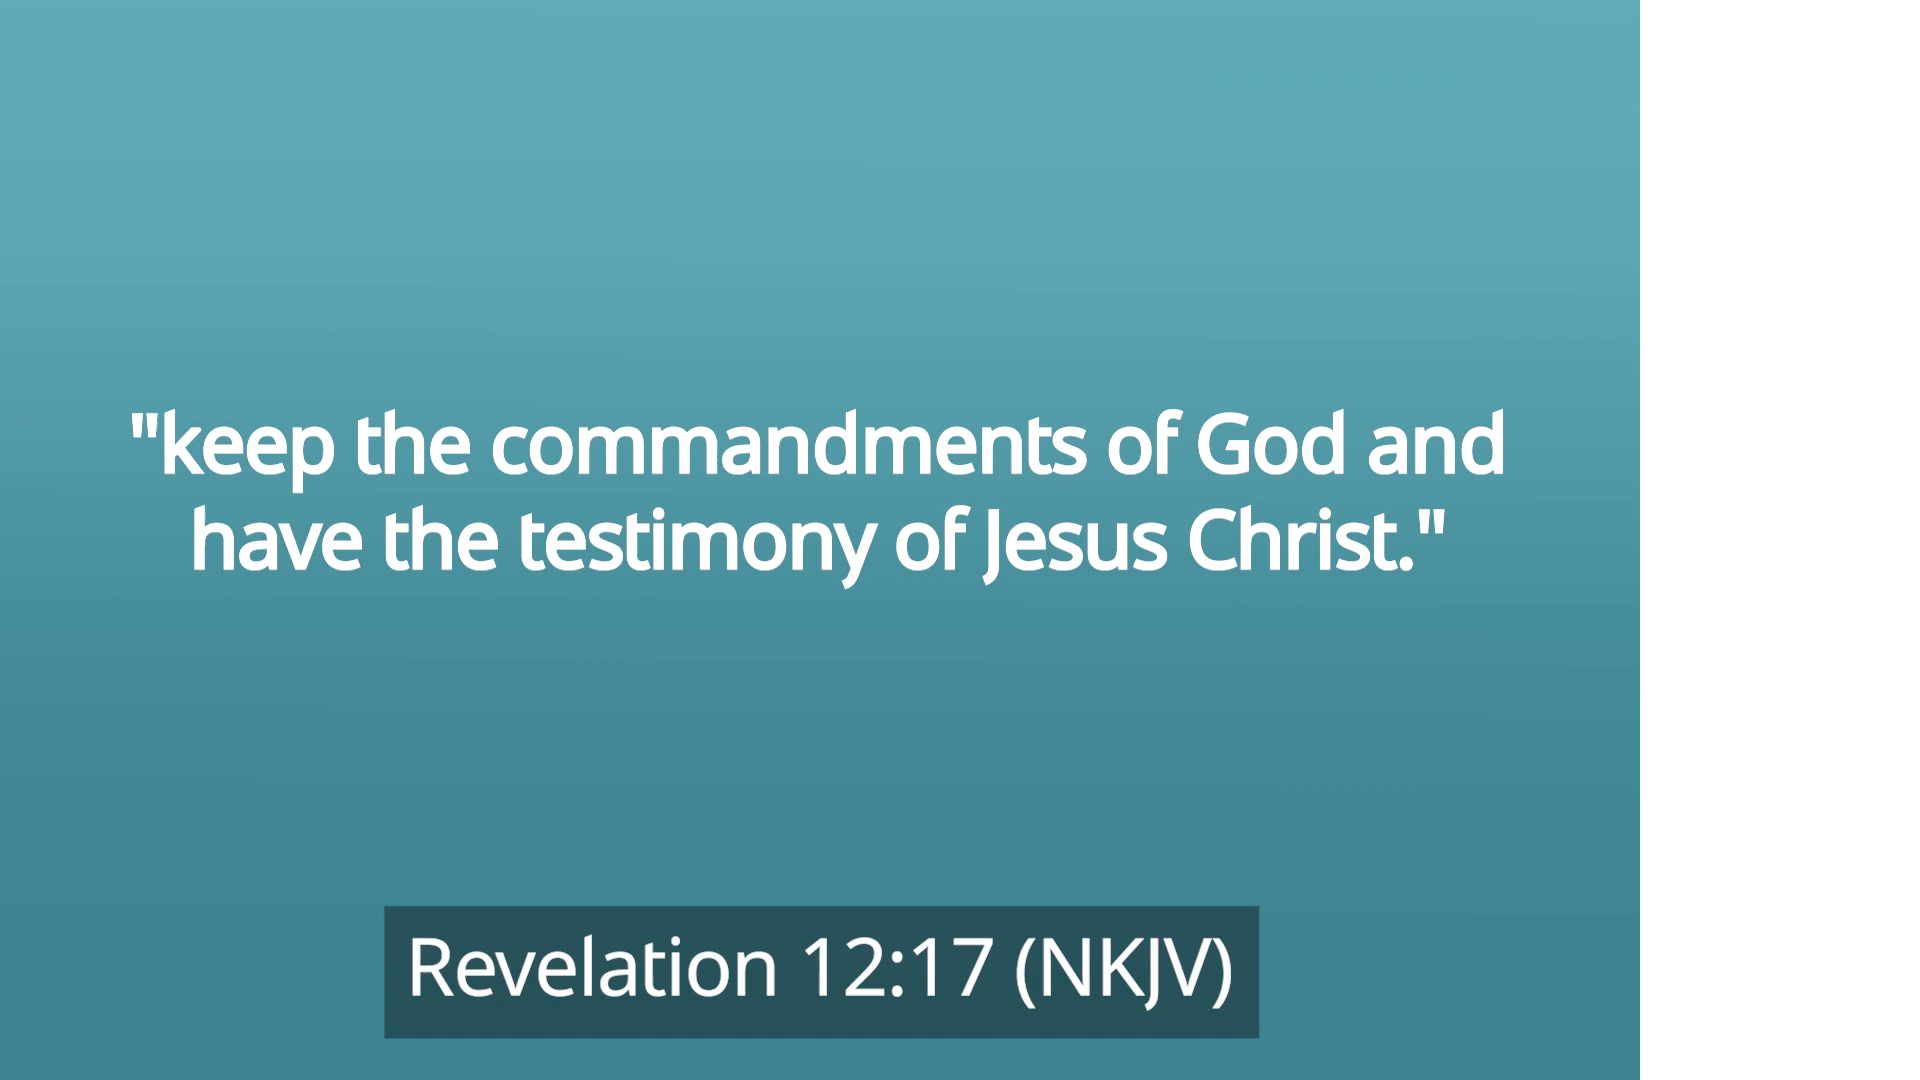 "keep the commandments of God and
have the testimony of Jesus Christ."
Revelation 12:17 (NKJV)